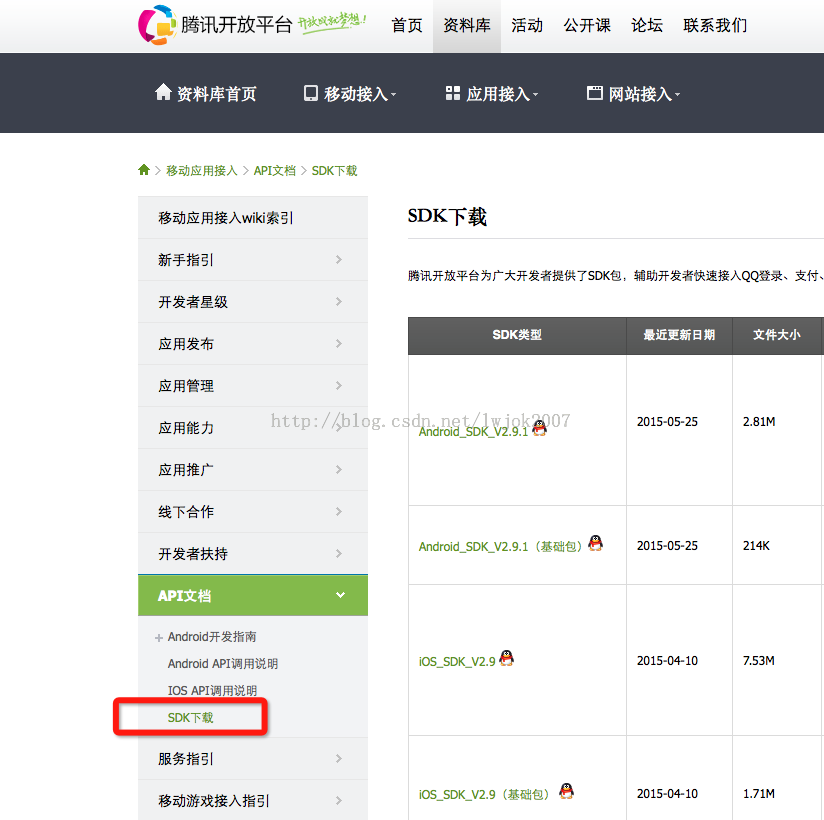 腾讯开放平台 开放成就梦想! 首页 资料库 活动 公开课 论坛 联系我们
资料库首页 移动接入 应用接入 网站接入
移动应用接入 > API文档 > SDK下载
移动应用接入wiki索引
新手指引
开发者星级
应用发布
应用管理
应用能力
应用推广
线下合作
开发者扶持
API文档
+ Android开发指南
Android API调用说明
IOS API调用说明
SDK下载
服务指引
移动游戏接入指引
SDK下载
腾讯开放平台为广大开发者提供了SDK包，辅助开发者快速接入QQ登录、支付、
SDK类型 最近更新日期 文件大小
Android_SDK_V2.9.1 2015-05-25 2.81M
Android_SDK_V2.9.1（基础包） 2015-05-25 214K
iOS_SDK_V2.9 2015-04-10 7.53M
iOS_SDK_V2.9（基础包） 2015-04-10 1.71M
http://blog.csdn.net/lwjok2007